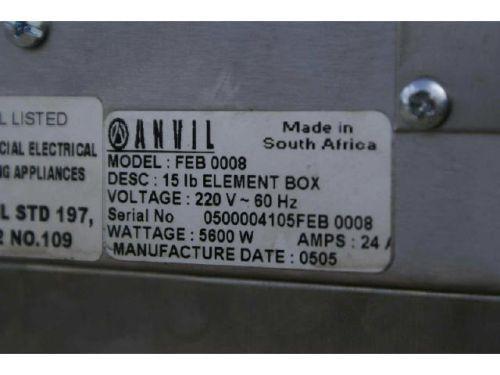 L LISTED
CIAL ELECTRICAL
NG APPLIANCES
L STD 197,
2 NO.109
ANVIL Made in
South Africa
MODEL : FEB 0008
DESC : 15 lb ELEMENT BOX
VOLTAGE : 220 V ~ 60 Hz
Serial No 0500004105FEB 0008
WATTAGE : 5600 W AMPS : 24 A
MANUFACTURE DATE : 0505